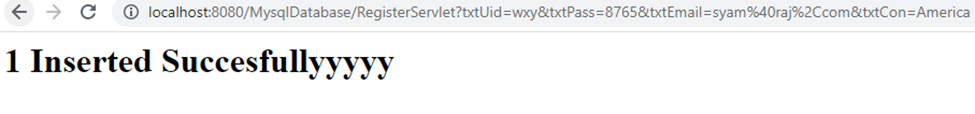 localhost:8080/MysqlDatabase/RegisterServlet?txtUid=wxy&txtPass=8765&txtEmail=syam%40raj%2Ccom&txtCon=America
1 Inserted Succesfullyyyyy